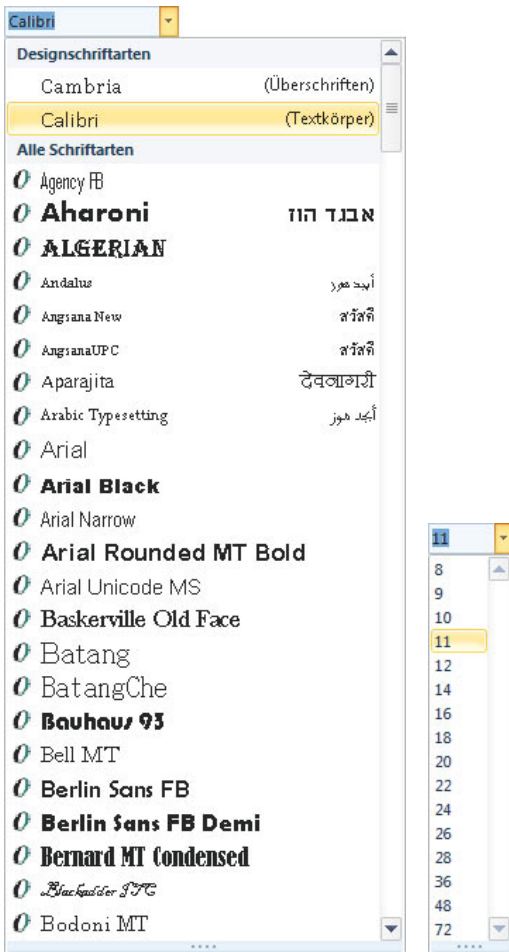 Calibri
Designschriftarten
Cambria (Überschriften)
Calibri (Textkörper)
Alle Schriftarten
Agency FB
Aharoni אבגד הוז
ALGERIAN
Andalus أبجد هوز
Angsana New สวัสดี
AngsanaUPC สวัสดี
Aparajita देवनागरी
Arabic Typesetting أبجد هوز
Arial
Arial Black
Arial Narrow
Arial Rounded MT Bold
Arial Unicode MS
Baskerville Old Face
Batang
BatangChe
Bauhaus 93
Bell MT
Berlin Sans FB
Berlin Sans FB Demi
Bernard MT Condensed
Blackadder ITC
Bodoni MT
11
8
9
10
11
12
14
16
18
20
22
24
26
28
36
48
72